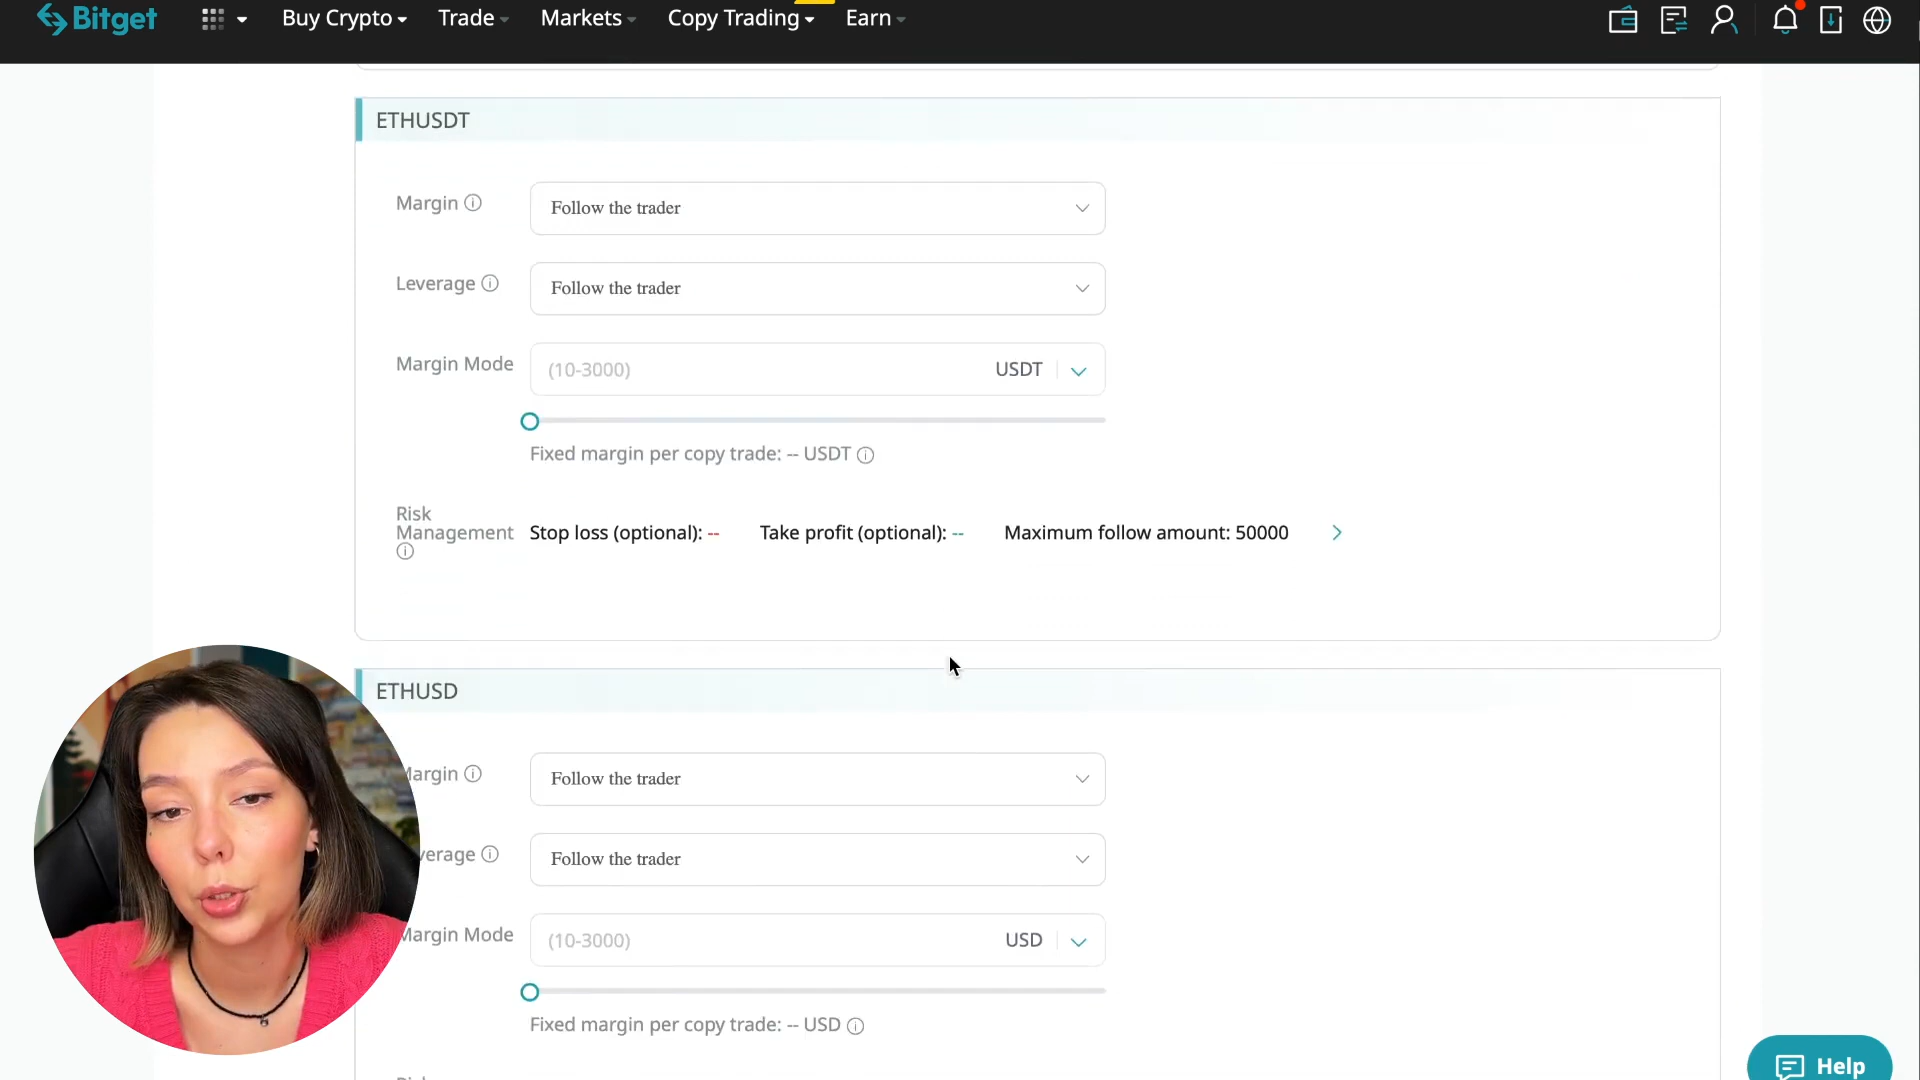 Bitget
Buy Crypto
Trade
Markets
Copy Trading
Earn
ETHUSDT
Margin
Follow the trader
Leverage
Follow the trader
Margin Mode
(10-3000)
USDT
Fixed margin per copy trade: -- USDT
Risk
Management
Stop loss (optional): --
Take profit (optional): --
Maximum follow amount: 50000
ETHUSD
Margin
Follow the trader
verage
Follow the trader
Margin Mode
(10-3000)
USD
Fixed margin per copy trade: -- USD
Help